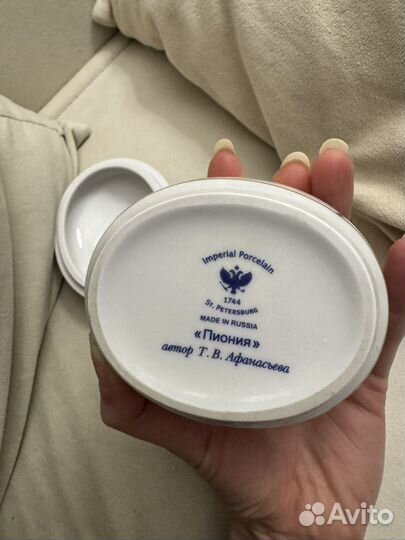 Imperial Porcelain
1744
St. Petersburg
MADE IN RUSSIA
«Пиония»
автор Т. В. Афанасьева
Avito